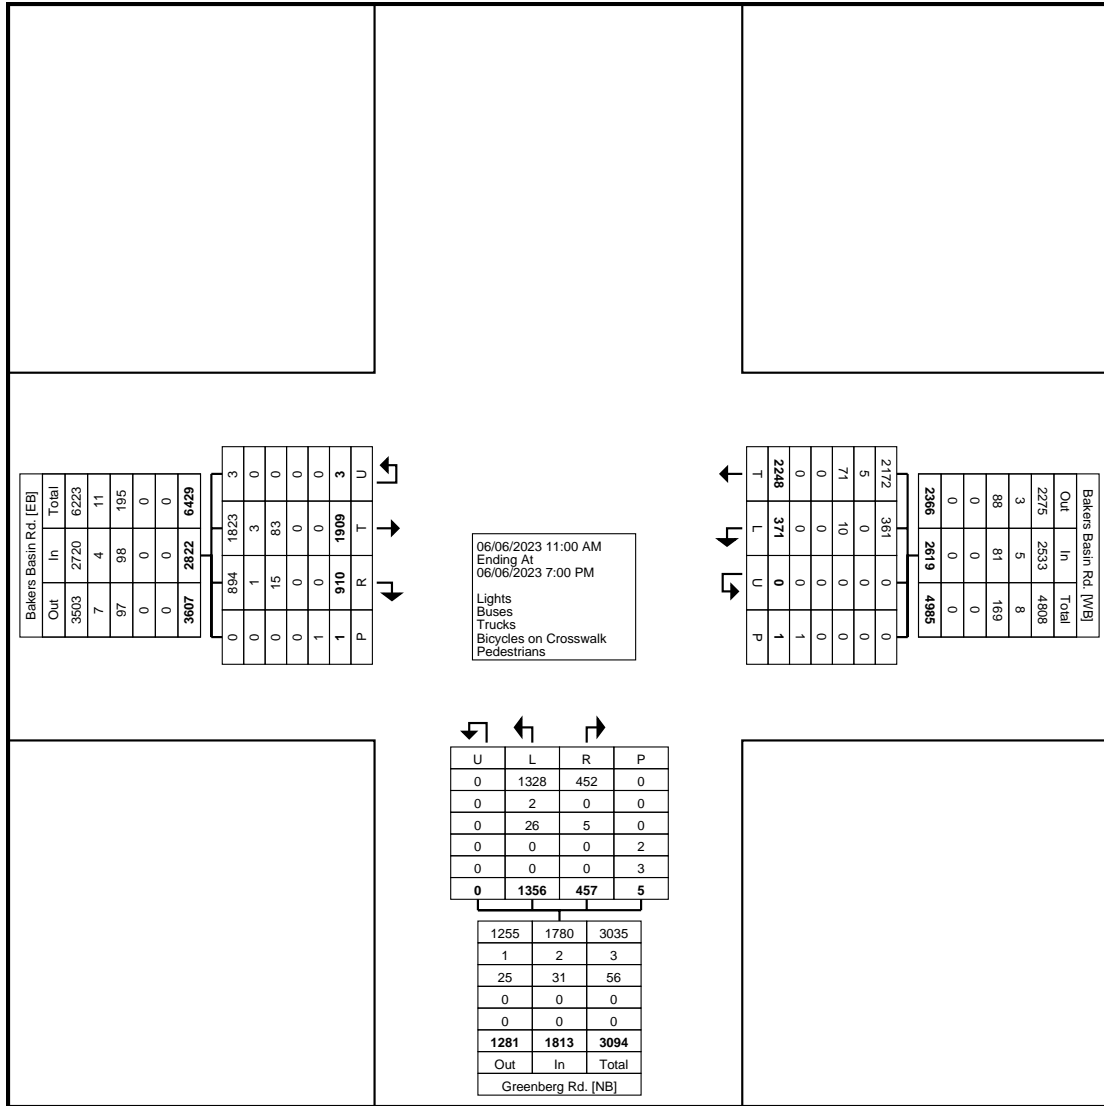 Bakers Basin Rd. [EB]
Total In Out
6223 2720 3503
11 4 7
195 98 97
0 0 0
0 0 0
6429 2822 3607
3 1823 894 0
0 3 1 0
0 83 15 0
0 0 0 0
0 0 0 1
3 1909 910 1
U T R P
06/06/2023 11:00 AM
Ending At
06/06/2023 7:00 PM
Lights
Buses
Trucks
Bicycles on Crosswalk
Pedestrians
2172 361 0 0
5 0 0 0
71 10 0 0
0 0 0 0
0 0 0 1
2248 371 0 1
T L U P
Bakers Basin Rd. [WB]
Out In Total
2275 2533 4808
3 5 8
88 81 169
0 0 0
0 0 0
2366 2619 4985
U L R P
0 1328 452 0
0 2 0 0
0 26 5 0
0 0 0 2
0 0 0 3
0 1356 457 5
1255 1780 3035
1 2 3
25 31 56
0 0 0
0 0 0
1281 1813 3094
Out In Total
Greenberg Rd. [NB]